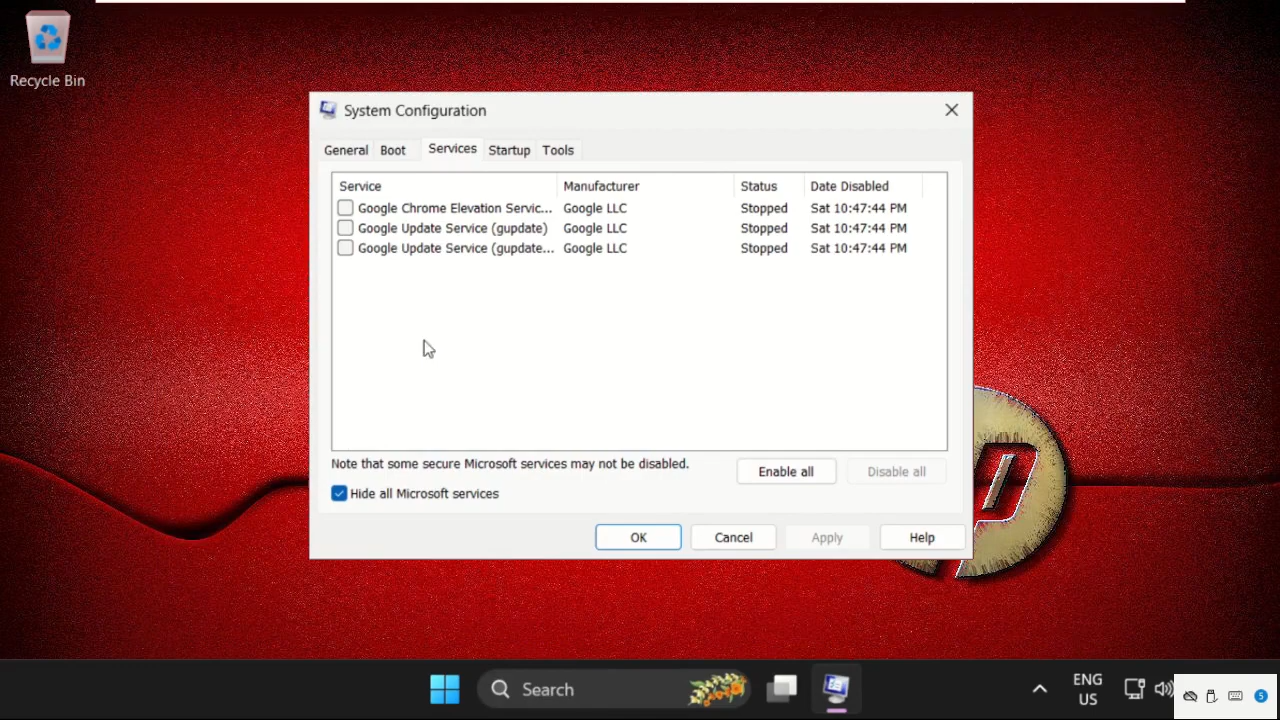 Recycle Bin
System Configuration
General Boot Services Startup Tools
Service Manufacturer Status Date Disabled
Google Chrome Elevation Servic... Google LLC Stopped Sat 10:47:44 PM
Google Update Service (gupdate) Google LLC Stopped Sat 10:47:44 PM
Google Update Service (gupdate... Google LLC Stopped Sat 10:47:44 PM
Note that some secure Microsoft services may not be disabled.
Enable all Disable all
Hide all Microsoft services
OK Cancel Apply Help
Search
ENG
US
5